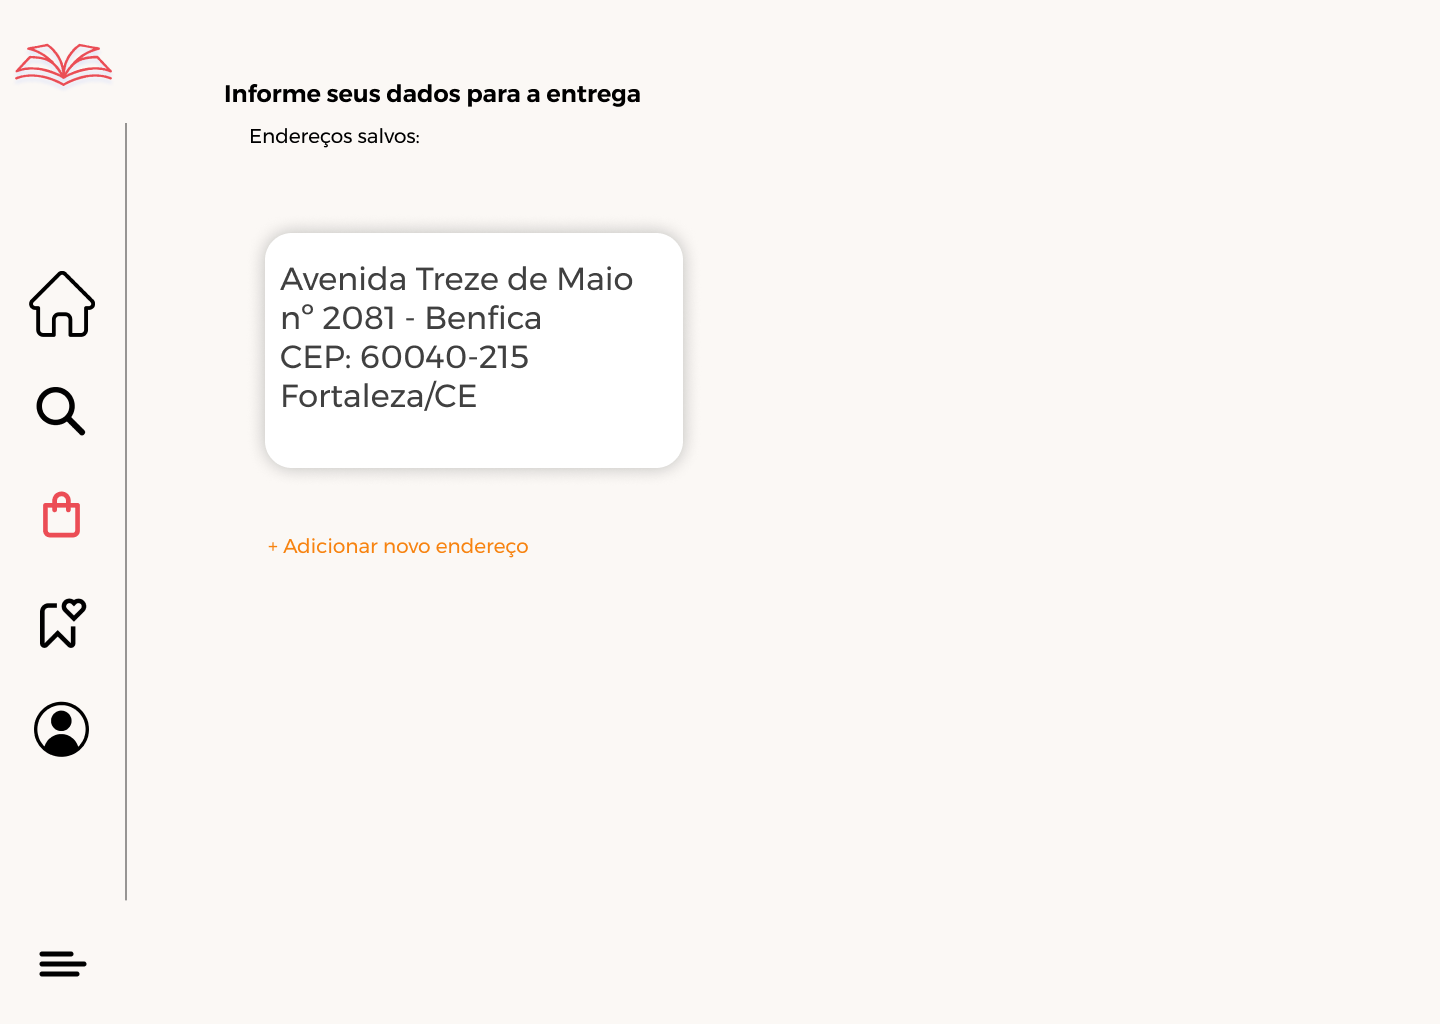 Informe seus dados para a entrega
Endereços salvos:
Avenida Treze de Maio
nº 2081 - Benfica
CEP: 60040-215
Fortaleza/CE
+ Adicionar novo endereço